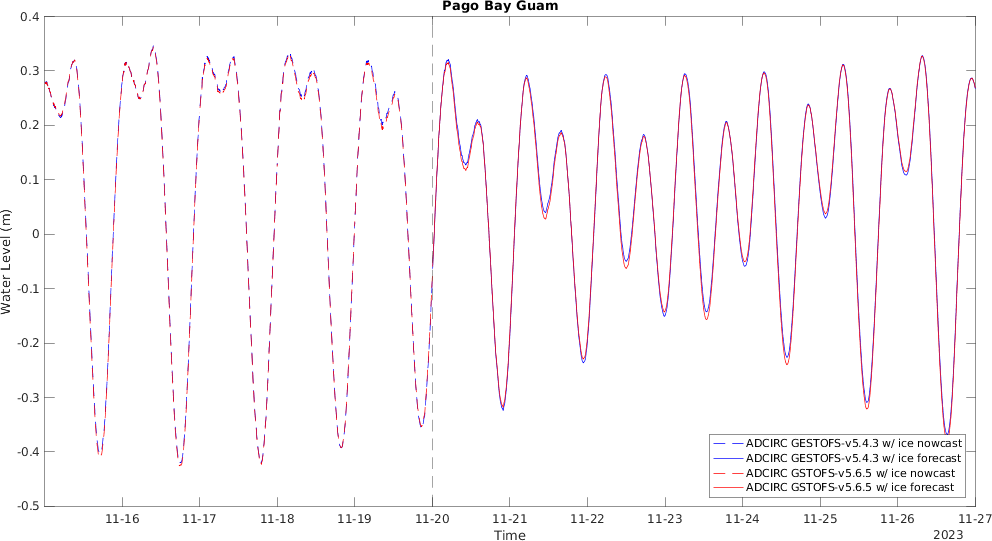 Pago Bay Guam
0.4
0.3
0.2
0.1
0
-0.1
-0.2
-0.3
-0.4
-0.5
Water Level (m)
ADCIRC GESTOFS-v5.4.3 w/ ice nowcast
ADCIRC GESTOFS-v5.4.3 w/ ice forecast
ADCIRC GSTOFS-v5.6.5 w/ ice nowcast
ADCIRC GSTOFS-v5.6.5 w/ ice forecast
11-16 11-17 11-18 11-19 11-20 11-21 11-22 11-23 11-24 11-25 11-26 11-27
Time
2023